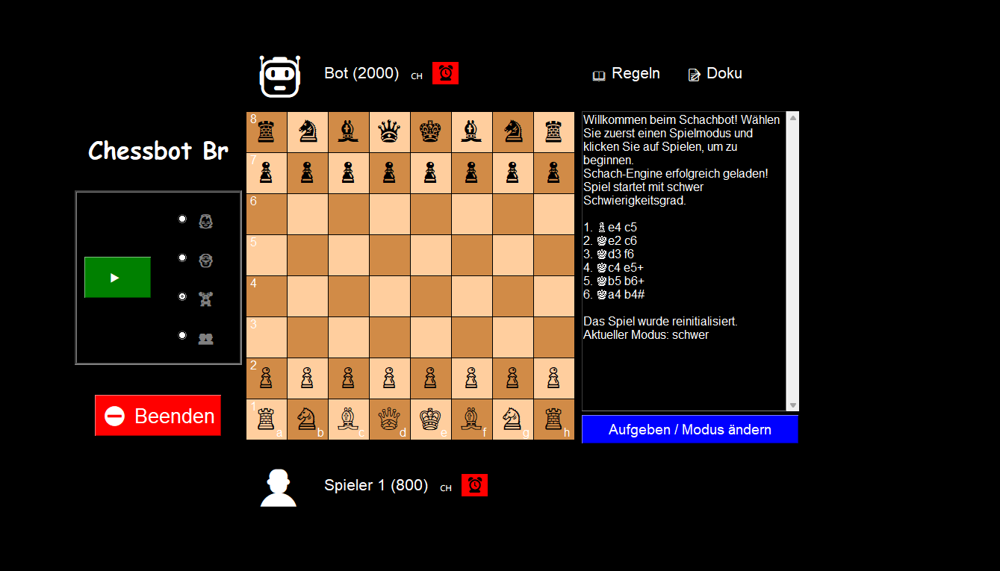 Bot (2000) CH
Regeln
Doku
Chessbot Br
8
7
6
5
4
3
2
1
a b c d e f g h
Willkommen beim Schachbot! Wählen
Sie zuerst einen Spielmodus und
klicken Sie auf Spielen, um zu
beginnen.
Schach-Engine erfolgreich geladen!
Spiel startet mit schwer
Schwierigkeitsgrad.
1. ♙e4 c5
2. ♚e2 c6
3. ♚d3 f6
4. ♚c4 e5+
5. ♚b5 b6+
6. ♚a4 b4#
Das Spiel wurde reinitialisiert.
Aktueller Modus: schwer
Beenden
Aufgeben / Modus ändern
Spieler 1 (800) CH